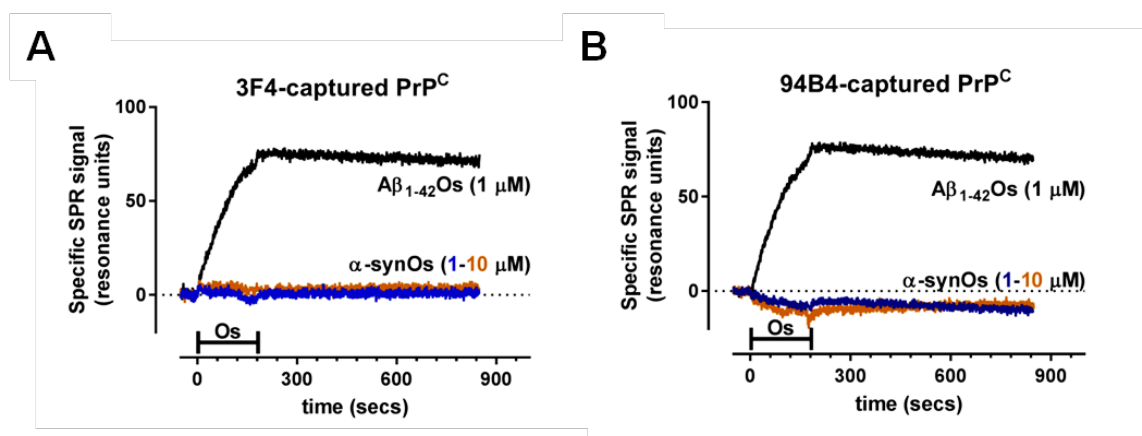 A
3F4-captured PrPᶜ
Specific SPR signal
(resonance units)
100
50
0
Aβ₁₋₄₂Os (1 μM)
α-synOs (1-10 μM)
Os
0 300 600 900
time (secs)
B
94B4-captured PrPᶜ
Specific SPR signal
(resonance units)
100
50
0
Aβ₁₋₄₂Os (1 μM)
α-synOs (1-10 μM)
Os
0 300 600 900
time (secs)